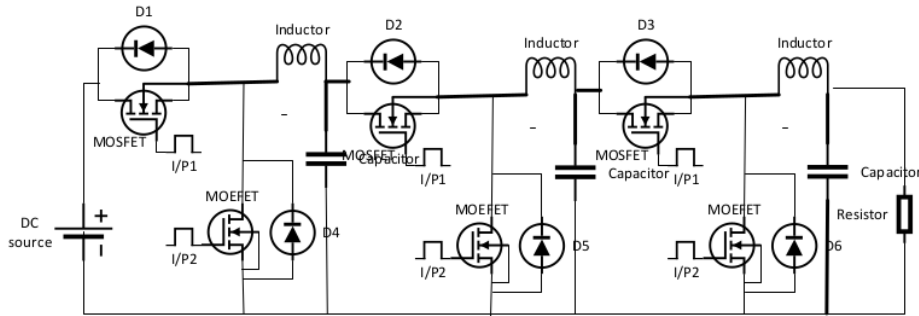 D1
Inductor
D2
Inductor
D3
Inductor
MOSFET
I/P1
MOSFET
Capacitor
I/P1
MOSFET
Capacitor
I/P1
Capacitor
DC
source
+
-
MOEFET
I/P2
D4
MOEFET
I/P2
D5
MOEFET
I/P2
D6
Resistor